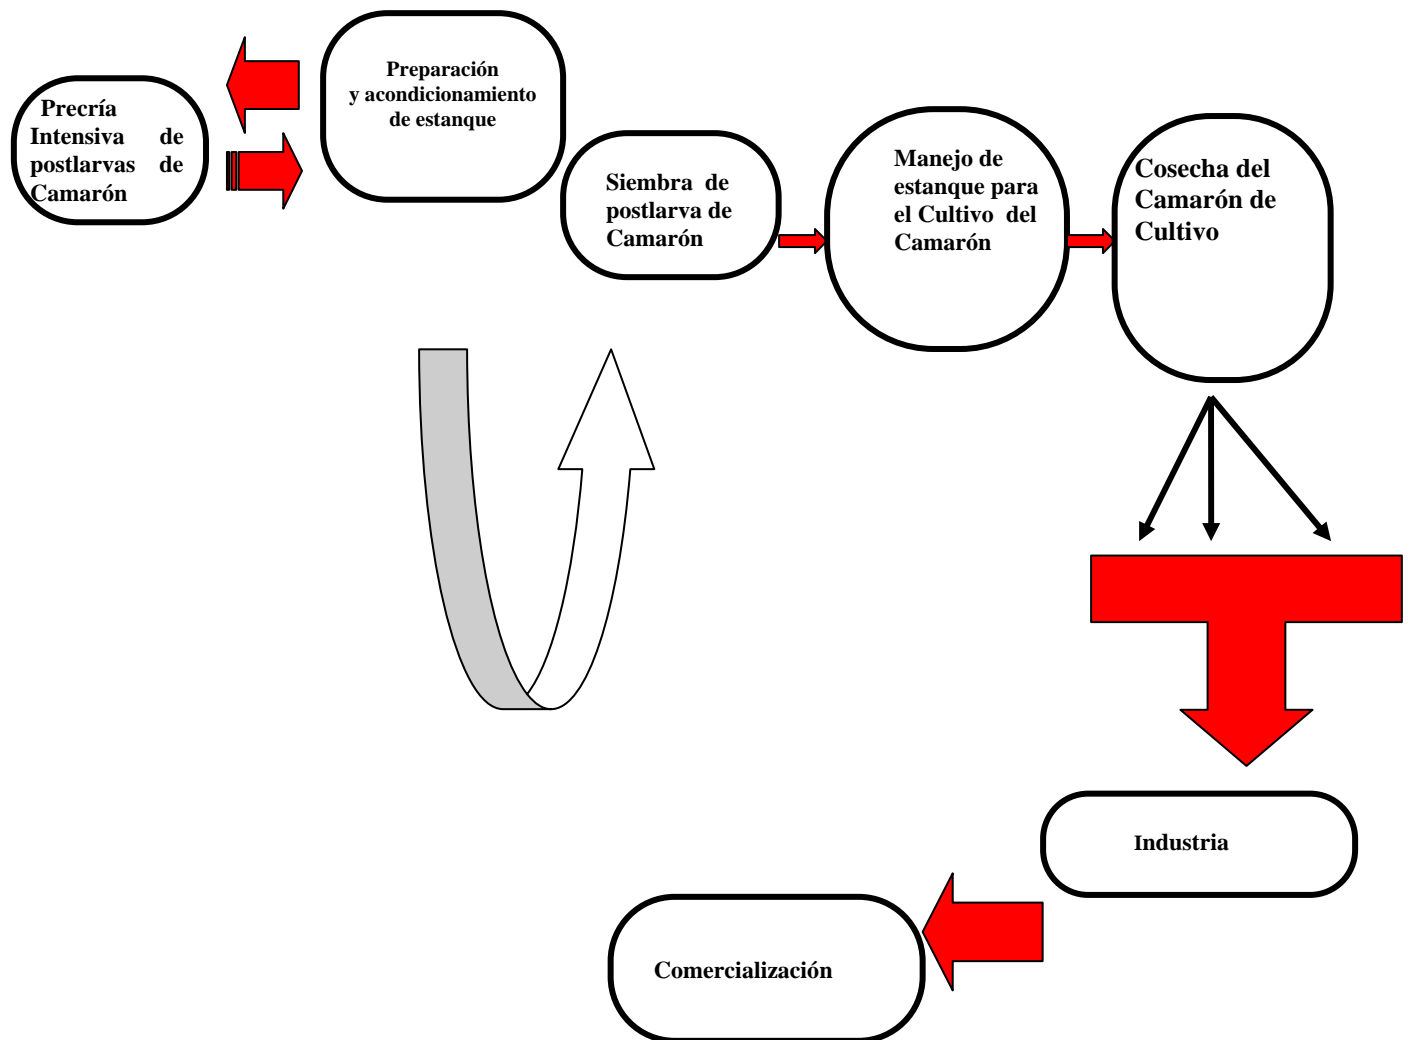 Precría
Intensiva de
postlarvas de
Camarón
Preparación
y acondicionamiento
de estanque
Siembra de
postlarva de
Camarón
Manejo de
estanque para
el Cultivo del
Camarón
Cosecha del
Camarón de
Cultivo
Industria
Comercialización